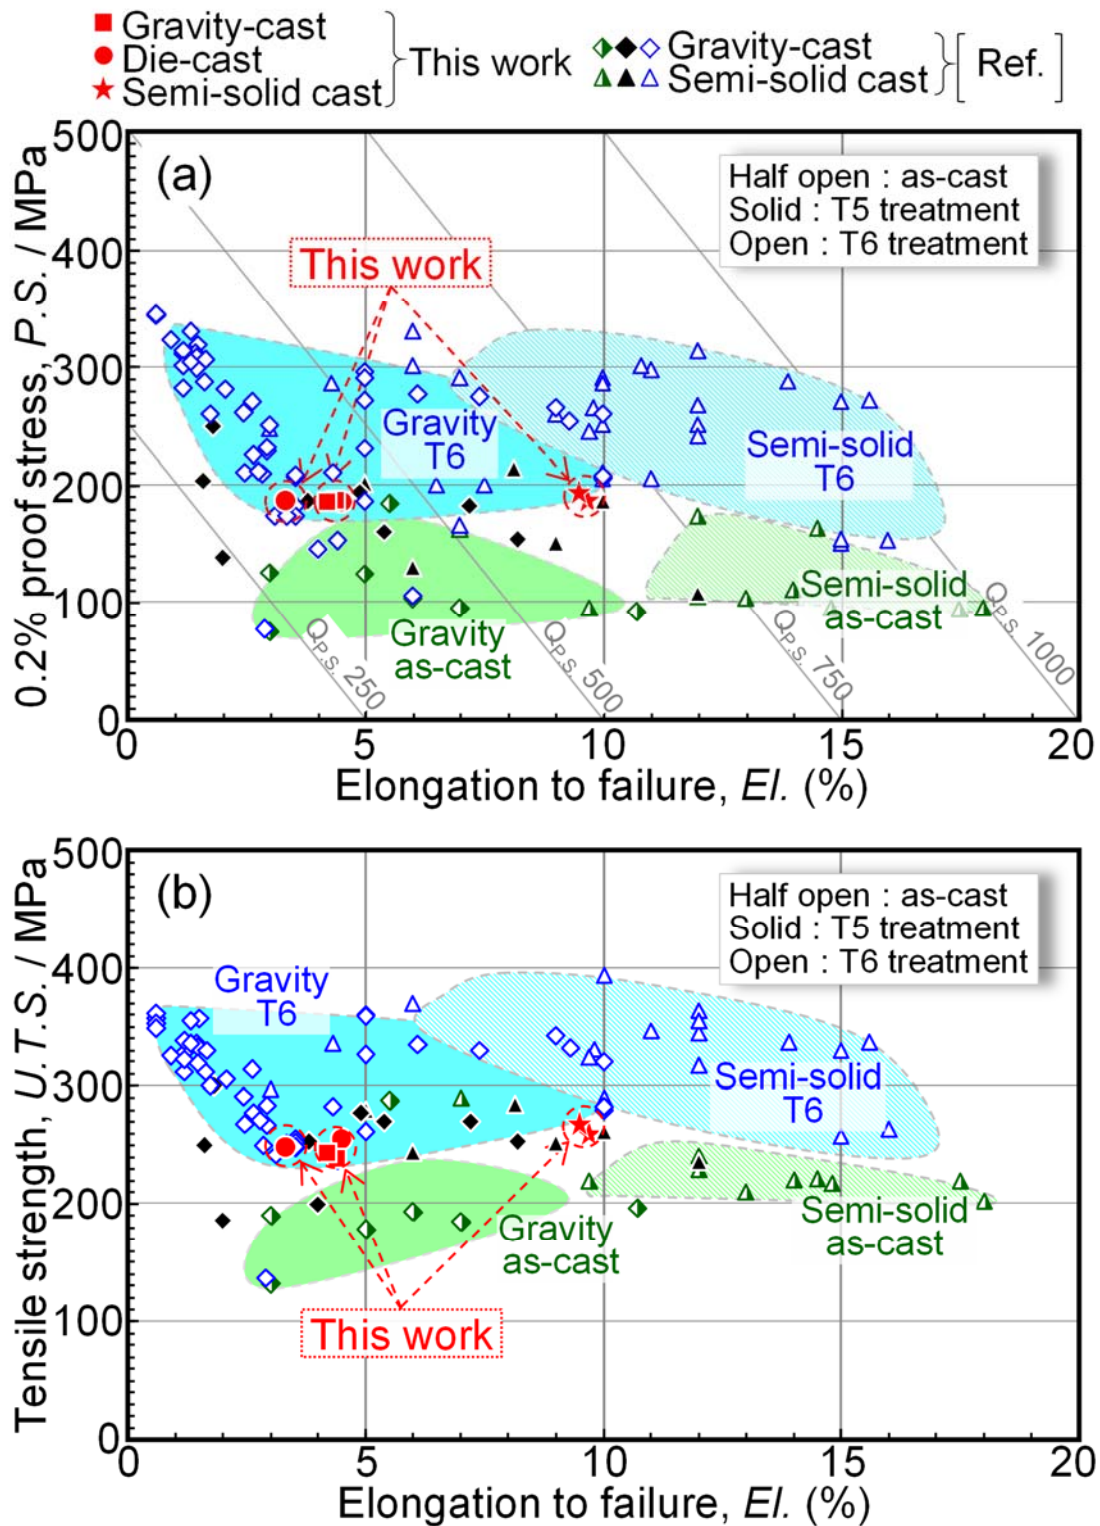 Gravity-cast
Die-cast
Semi-solid cast
This work
Gravity-cast
Semi-solid cast
Ref.
(a)
Half open : as-cast
Solid : T5 treatment
Open : T6 treatment
This work
Gravity
T6
Semi-solid
T6
Semi-solid
as-cast
Gravity
as-cast
Q P.S. 250
Q P.S. 500
Q P.S. 750
Q P.S. 1000
500
400
300
200
100
0
0.2% proof stress, P.S. / MPa
0 5 10 15 20
Elongation to failure, El. (%)
(b)
Half open : as-cast
Solid : T5 treatment
Open : T6 treatment
Gravity
T6
Semi-solid
T6
Gravity
as-cast
Semi-solid
as-cast
This work
500
400
300
200
100
0
Tensile strength, U.T.S. / MPa
0 5 10 15 20
Elongation to failure, El. (%)